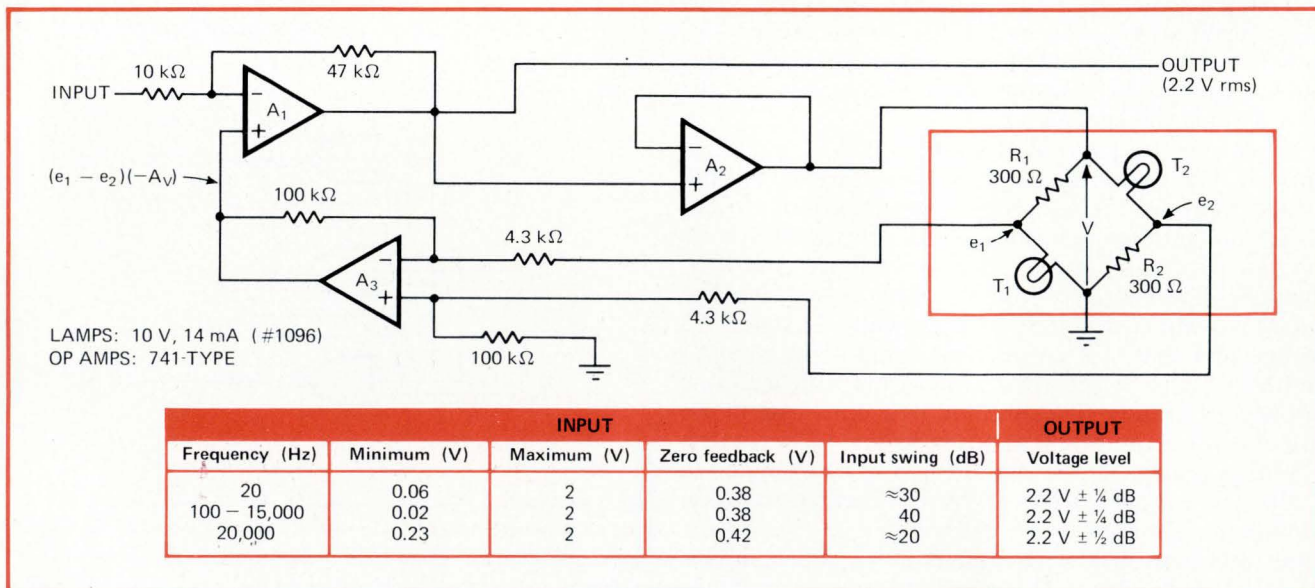 INPUT
10 kΩ
47 kΩ
−
+
A₁
OUTPUT
(2.2 V rms)
−
+
A₂
R₁
300 Ω
T₂
e₂
V
e₁
T₁
R₂
300 Ω
(e₁ − e₂)(−Aᵥ)
100 kΩ
4.3 kΩ
−
+
A₃
4.3 kΩ
100 kΩ
LAMPS: 10 V, 14 mA (#1096)
OP AMPS: 741-TYPE
INPUT OUTPUT
Frequency (Hz) Minimum (V) Maximum (V) Zero feedback (V) Input swing (dB) Voltage level
20 0.06 2 0.38 ≈30 2.2 V ± ¼ dB
100 − 15,000 0.02 2 0.38 40 2.2 V ± ¼ dB
20,000 0.23 2 0.42 ≈20 2.2 V ± ½ dB